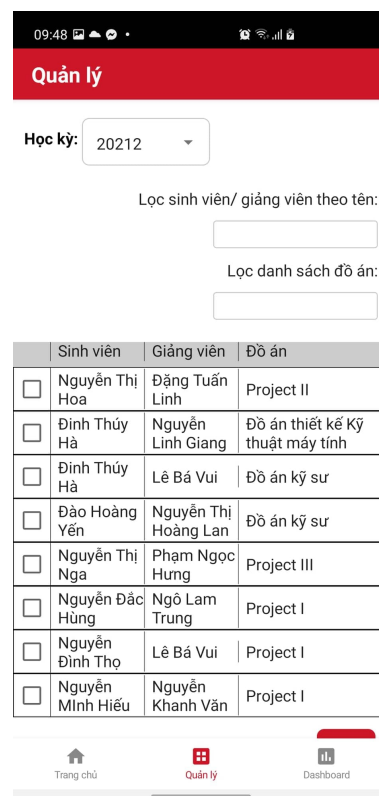 09:48
Quản lý
Học kỳ: 20212
Lọc sinh viên/ giảng viên theo tên:
Lọc danh sách đồ án:
Sinh viên Giảng viên Đồ án
Nguyễn Thị Hoa Đặng Tuấn Linh Project II
Đinh Thúy Hà Nguyễn Linh Giang Đồ án thiết kế Kỹ thuật máy tính
Đinh Thúy Hà Lê Bá Vui Đồ án kỹ sư
Đào Hoàng Yến Nguyễn Thị Hoàng Lan Đồ án kỹ sư
Nguyễn Thị Nga Phạm Ngọc Hưng Project III
Nguyễn Đắc Hùng Ngô Lam Trung Project I
Nguyễn Đình Thọ Lê Bá Vui Project I
Nguyễn MInh Hiếu Nguyễn Khanh Văn Project I
Trang chủ Quản lý Dashboard